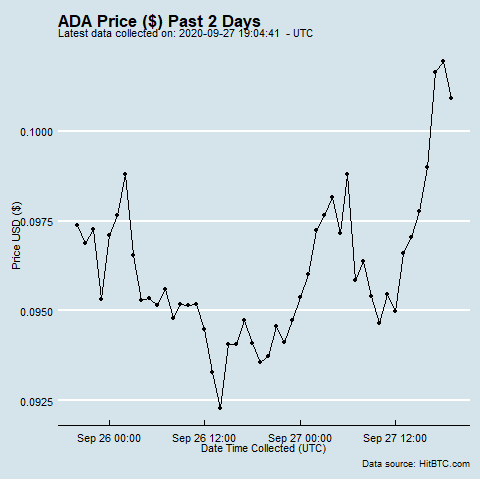 ADA Price ($) Past 2 Days
Latest data collected on: 2020-09-27 19:04:41  - UTC
0.1000
0.0975
0.0950
0.0925
Price USD ($)
Sep 26 00:00
Sep 26 12:00
Sep 27 00:00
Sep 27 12:00
Date Time Collected (UTC)
Data source: HitBTC.com